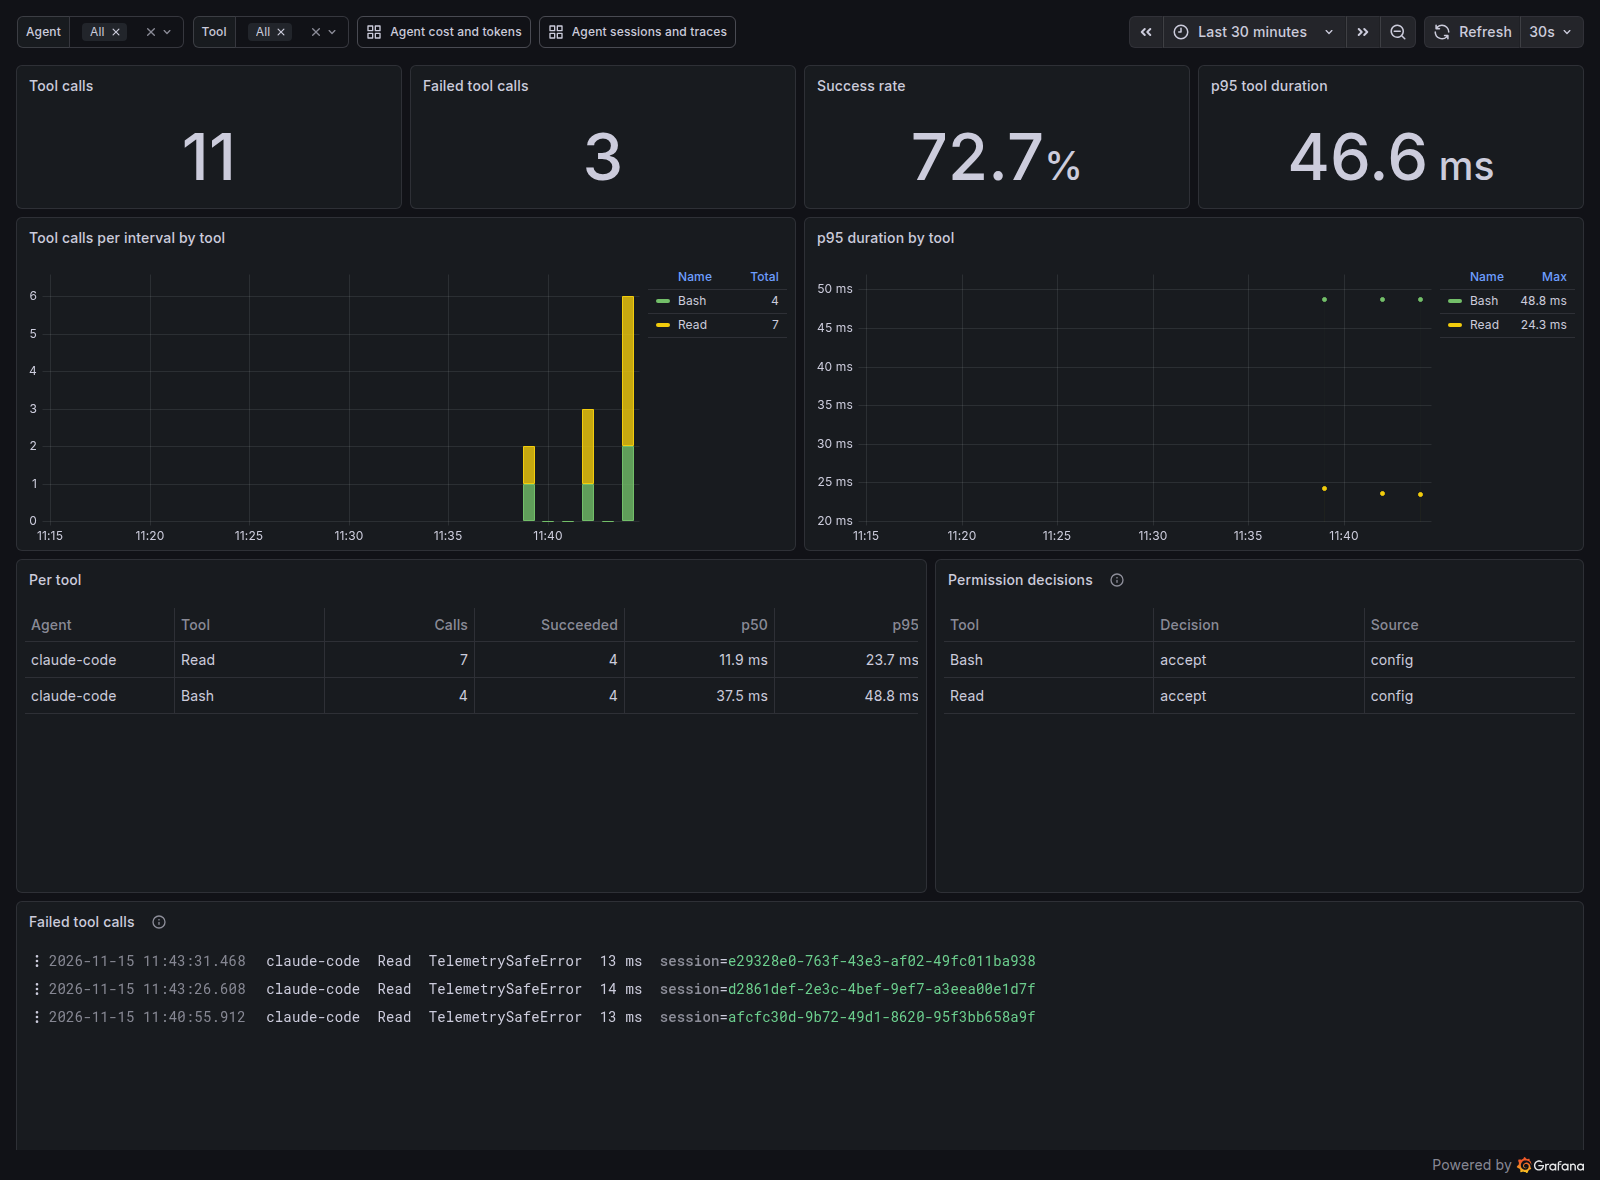 Agent All Tool All Agent cost and tokens Agent sessions and traces Last 30 minutes Refresh 30s
Tool calls
11
Failed tool calls
3
Success rate
72.7%
p95 tool duration
46.6 ms
Tool calls per interval by tool
6
5
4
3
2
1
0
11:15 11:20 11:25 11:30 11:35 11:40
Name Total
Bash 4
Read 7
p95 duration by tool
50 ms
45 ms
40 ms
35 ms
30 ms
25 ms
20 ms
11:15 11:20 11:25 11:30 11:35 11:40
Name Max
Bash 48.8 ms
Read 24.3 ms
Per tool
Agent Tool Calls Succeeded p50 p95
claude-code Read 7 4 11.9 ms 23.7 ms
claude-code Bash 4 4 37.5 ms 48.8 ms
Permission decisions
Tool Decision Source
Bash accept config
Read accept config
Failed tool calls
2026-11-15 11:43:31.468 claude-code Read TelemetrySafeError 13 ms session=e29328e0-763f-43e3-af02-49fc011ba938
2026-11-15 11:43:26.608 claude-code Read TelemetrySafeError 14 ms session=d2861def-2e3c-4bef-9ef7-a3eea00e1d7f
2026-11-15 11:40:55.912 claude-code Read TelemetrySafeError 13 ms session=afcfc30d-9b72-49d1-8620-95f3bb658a9f
Powered by Grafana